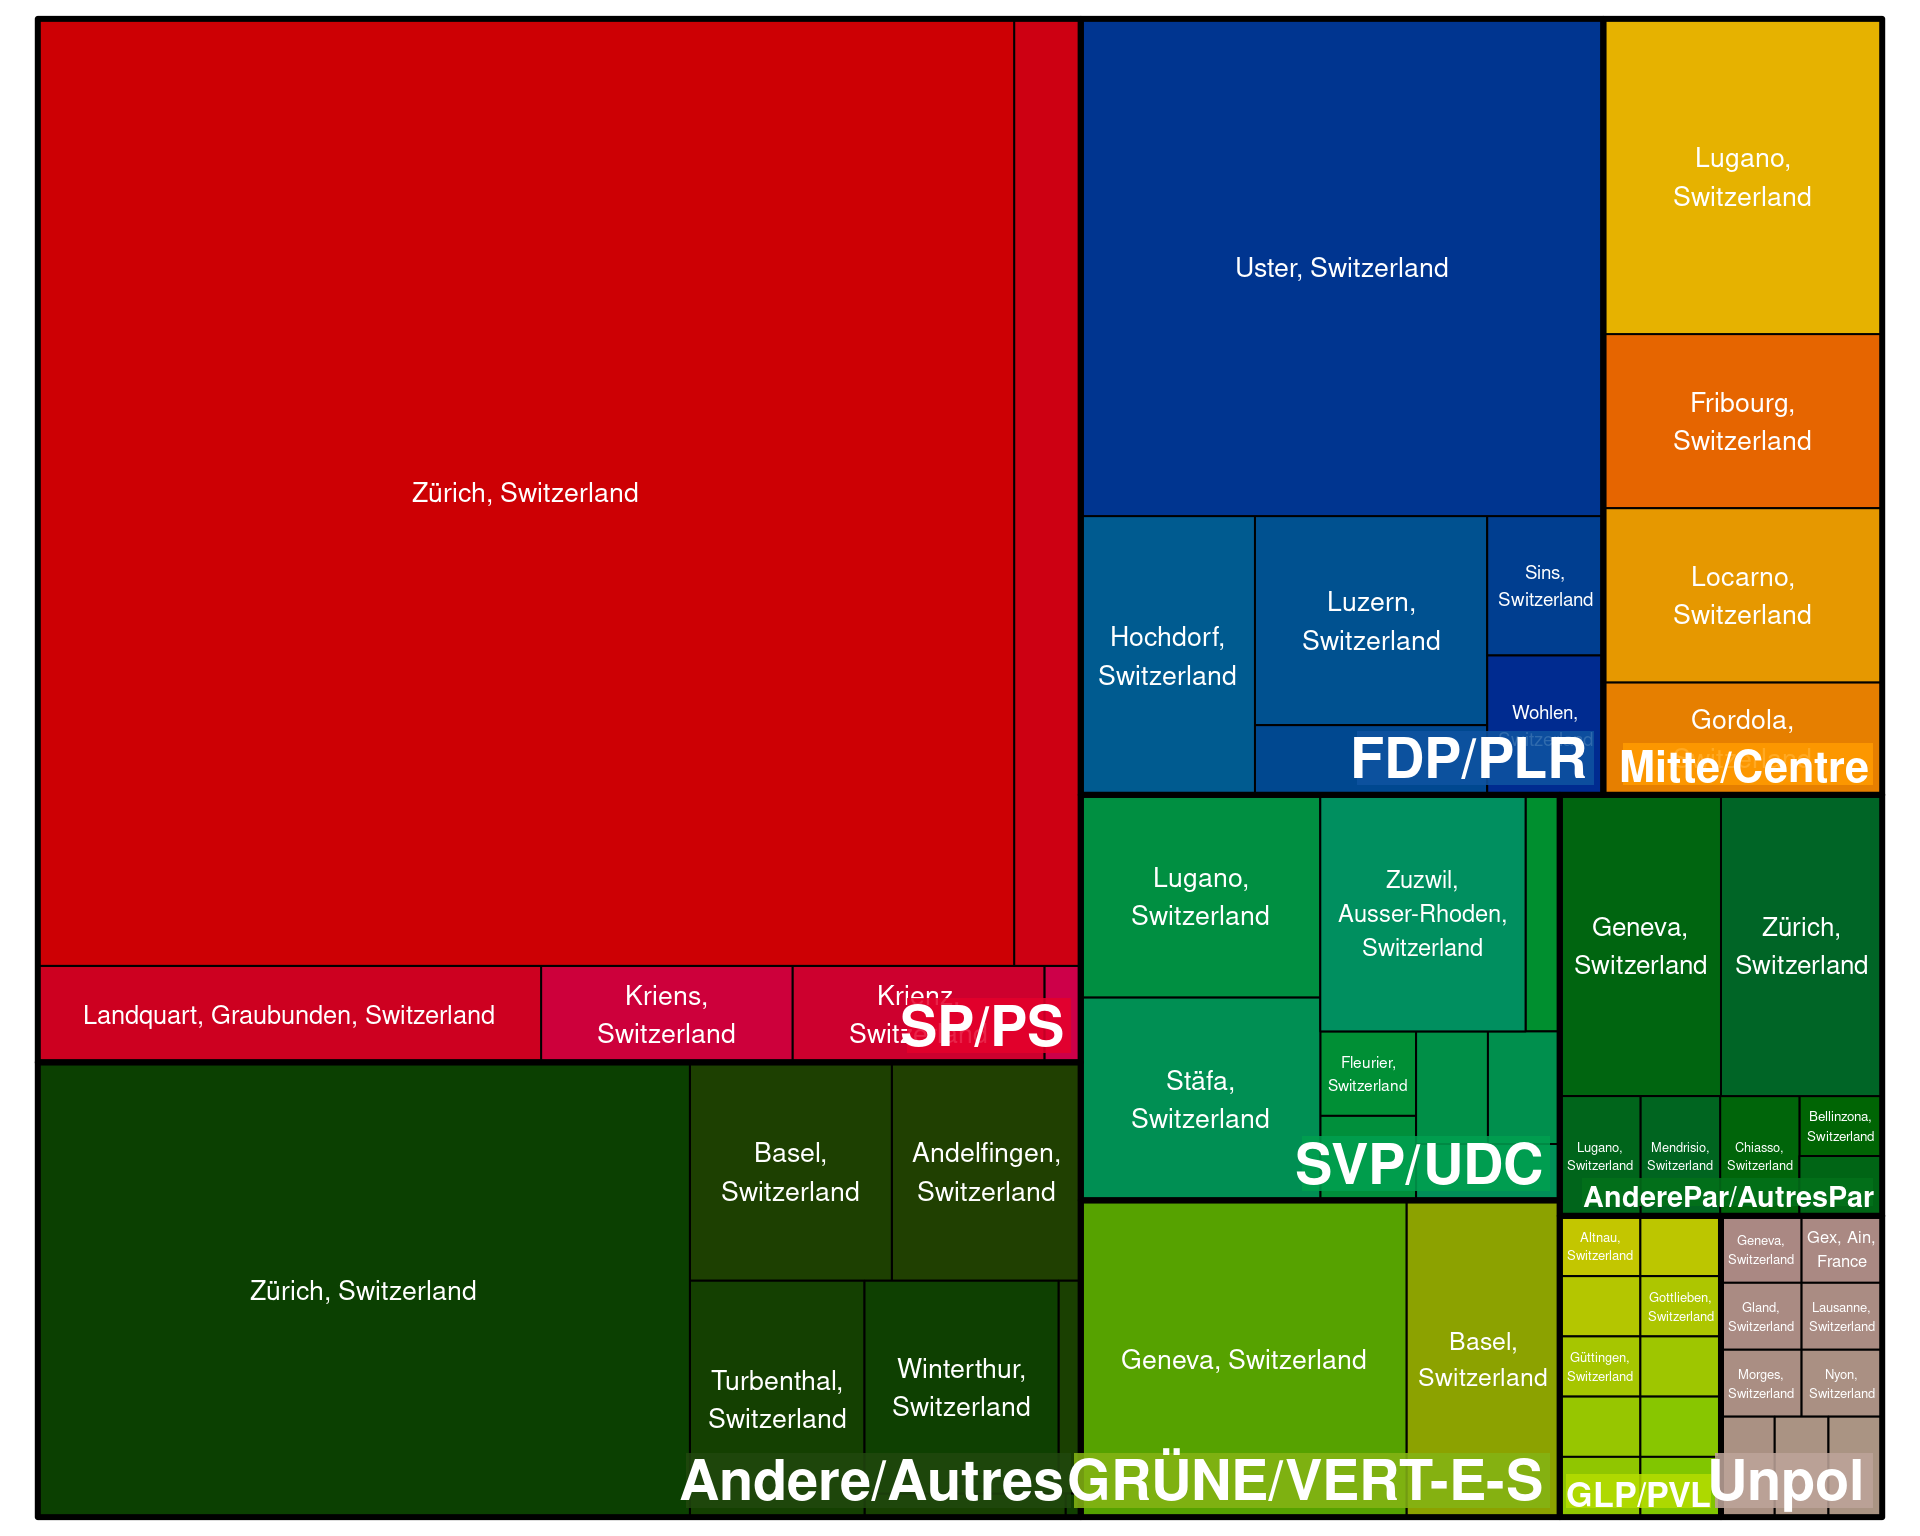 Zürich, Switzerland
Landquart, Graubunden, Switzerland
Kriens,
Switzerland
Krienz,
Switzerland
SP/PS
Uster, Switzerland
Hochdorf,
Switzerland
Luzern,
Switzerland
Sins,
Switzerland
Wohlen,
Switzerland
FDP/PLR
Lugano,
Switzerland
Fribourg,
Switzerland
Locarno,
Switzerland
Gordola,
Switzerland
Mitte/Centre
Zürich, Switzerland
Basel,
Switzerland
Andelfingen,
Switzerland
Turbenthal,
Switzerland
Winterthur,
Switzerland
Andere/Autres
Lugano,
Switzerland
Zuzwil,
Ausser-Rhoden,
Switzerland
Stäfa,
Switzerland
Fleurier,
Switzerland
SVP/UDC
Geneva,
Switzerland
Zürich,
Switzerland
Lugano,
Switzerland
Mendrisio,
Switzerland
Chiasso,
Switzerland
Bellinzona,
Switzerland
AnderePar/AutresPar
Geneva, Switzerland
Basel,
Switzerland
GRÜNE/VERT-E-S
Altnau,
Switzerland
Gottlieben,
Switzerland
Güttingen,
Switzerland
GLP/PVL
Geneva,
Switzerland
Gex, Ain,
France
Gland,
Switzerland
Lausanne,
Switzerland
Morges,
Switzerland
Nyon,
Switzerland
Unpol